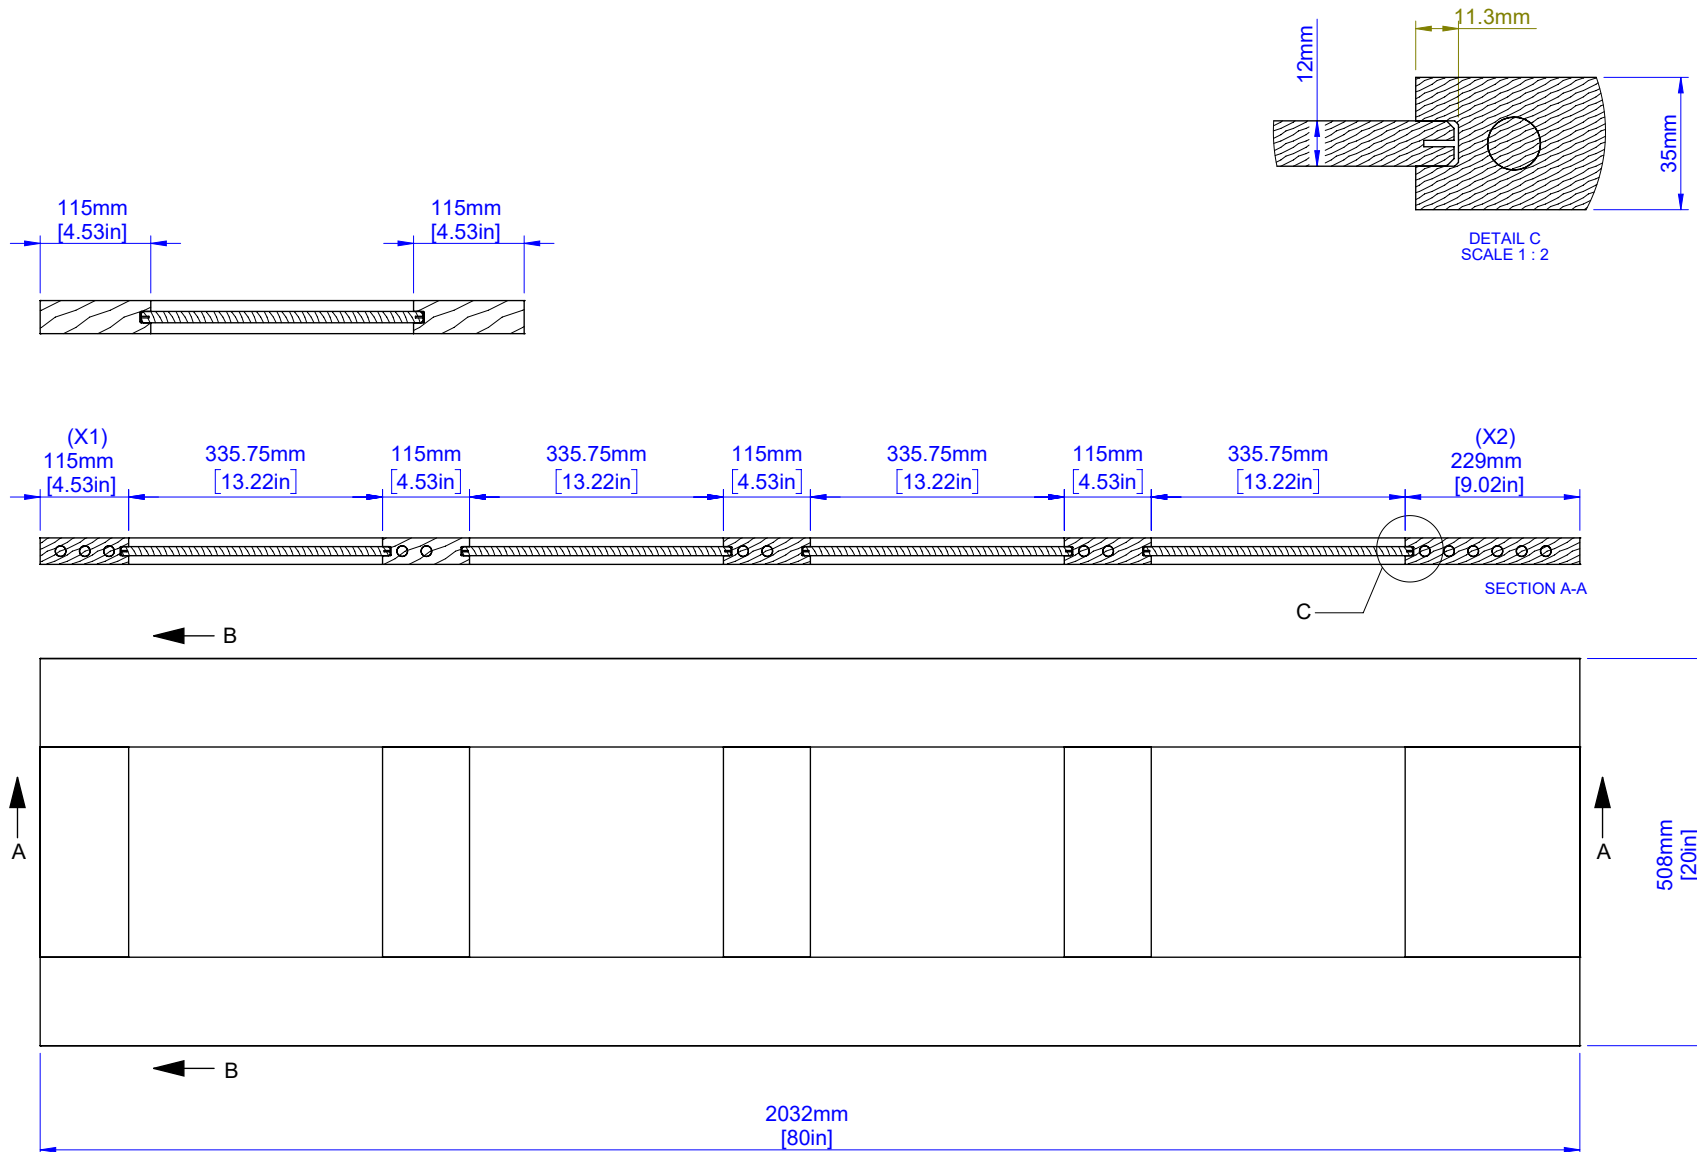 11.3mm
12mm
35mm
DETAIL C
SCALE 1 : 2
115mm
[4.53in]
115mm
[4.53in]
(X1)
115mm
[4.53in]
335.75mm
[13.22in]
115mm
[4.53in]
335.75mm
[13.22in]
115mm
[4.53in]
335.75mm
[13.22in]
115mm
[4.53in]
335.75mm
[13.22in]
(X2)
229mm
[9.02in]
SECTION A-A
C
B
A
A
508mm
[20in]
B
2032mm
[80in]